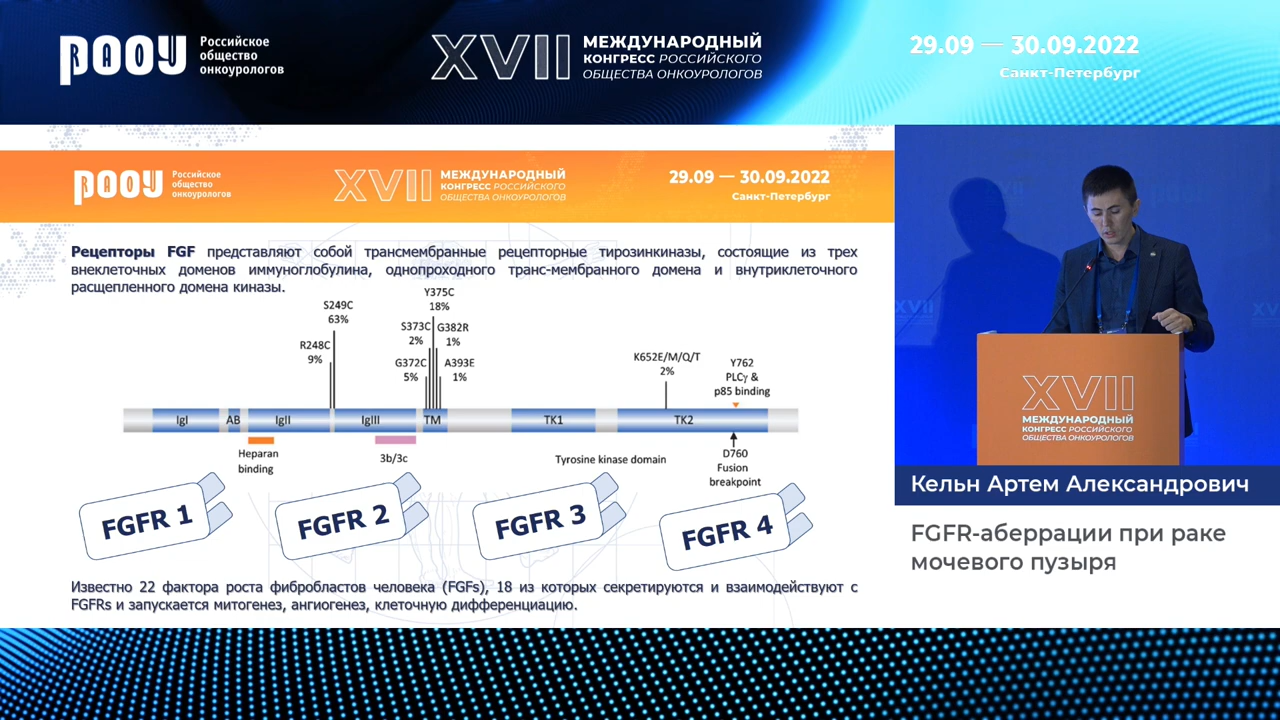 РАОУ
Российское
общество
онкоурологов
XVII
МЕЖДУНАРОДНЫЙ
КОНГРЕСС РОССИЙСКОГО
ОБЩЕСТВА ОНКОУРОЛОГОВ
29.09 — 30.09.2022
Санкт-Петербург
РАОУ
Российское
общество
онкоурологов
XVII
МЕЖДУНАРОДНЫЙ
КОНГРЕСС РОССИЙСКОГО
ОБЩЕСТВА ОНКОУРОЛОГОВ
29.09 — 30.09.2022
Санкт-Петербург
Рецепторы FGF представляют собой трансмембранные рецепторные тирозинкиназы, состоящие из трех
внеклеточных доменов иммуноглобулина, однопроходного транс-мембранного домена и внутриклеточного
расщепленного домена киназы.
Y375C
18%
S249C
63%
S373C
2%
G382R
1%
R248C
9%
G372C
5%
A393E
1%
K652E/M/Q/T
2%
Y762
PLCγ &
p85 binding
IgI AB IgII IgIII TM TK1 TK2
Heparan
binding
3b/3c
Tyrosine kinase domain
D760
Fusion
breakpoint
FGFR 1
FGFR 2
FGFR 3
FGFR 4
Известно 22 фактора роста фибробластов человека (FGFs), 18 из которых секретируются и взаимодействуют с
FGFRs и запускается митогенез, ангиогенез, клеточную дифференциацию.
XVII
XVII
МЕЖДУНАРОДНЫЙ
КОНГРЕСС РОССИЙСКОГО
ОБЩЕСТВА ОНКОУРОЛОГОВ
Кельн Артем Александрович
FGFR-аберрации при раке
мочевого пузыря